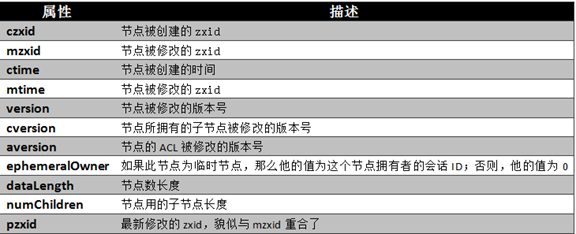 属性 描述
czxid 节点被创建的 zxid
mzxid 节点被修改的 zxid
ctime 节点被创建的时间
mtime 节点被修改的 zxid
version 节点被修改的版本号
cversion 节点所拥有的子节点被修改的版本号
aversion 节点的 ACL 被修改的版本号
ephemeralOwner 如果此节点为临时节点，那么他的值为这个节点拥有者的会话 ID；否则，他的值为 0
dataLength 节点数长度
numChildren 节点用的子节点长度
pzxid 最新修改的 zxid，貌似与 mzxid 重合了